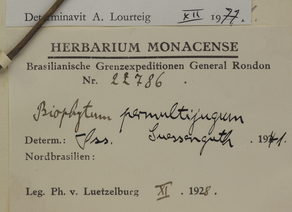 Determinavit A. Lourteig XII 1977.
HERBARIUM MONACENSE
Brasilianische Grenzexpeditionen General Rondon
Nr. 22786.
Biophytum permultijugum
Determ.: Hss. Suessenguth. 1941.
Nordbrasilien:
Leg. Ph. v. Luetzelburg XI. 1928.